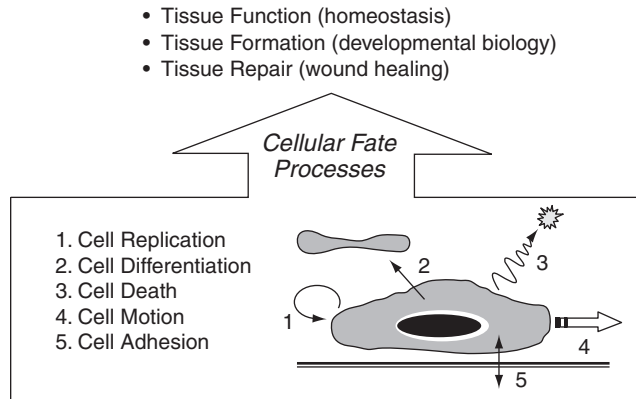 • Tissue Function (homeostasis)
• Tissue Formation (developmental biology)
• Tissue Repair (wound healing)
Cellular Fate
Processes
1. Cell Replication
2. Cell Differentiation
3. Cell Death
4. Cell Motion
5. Cell Adhesion
2
3
1
4
5